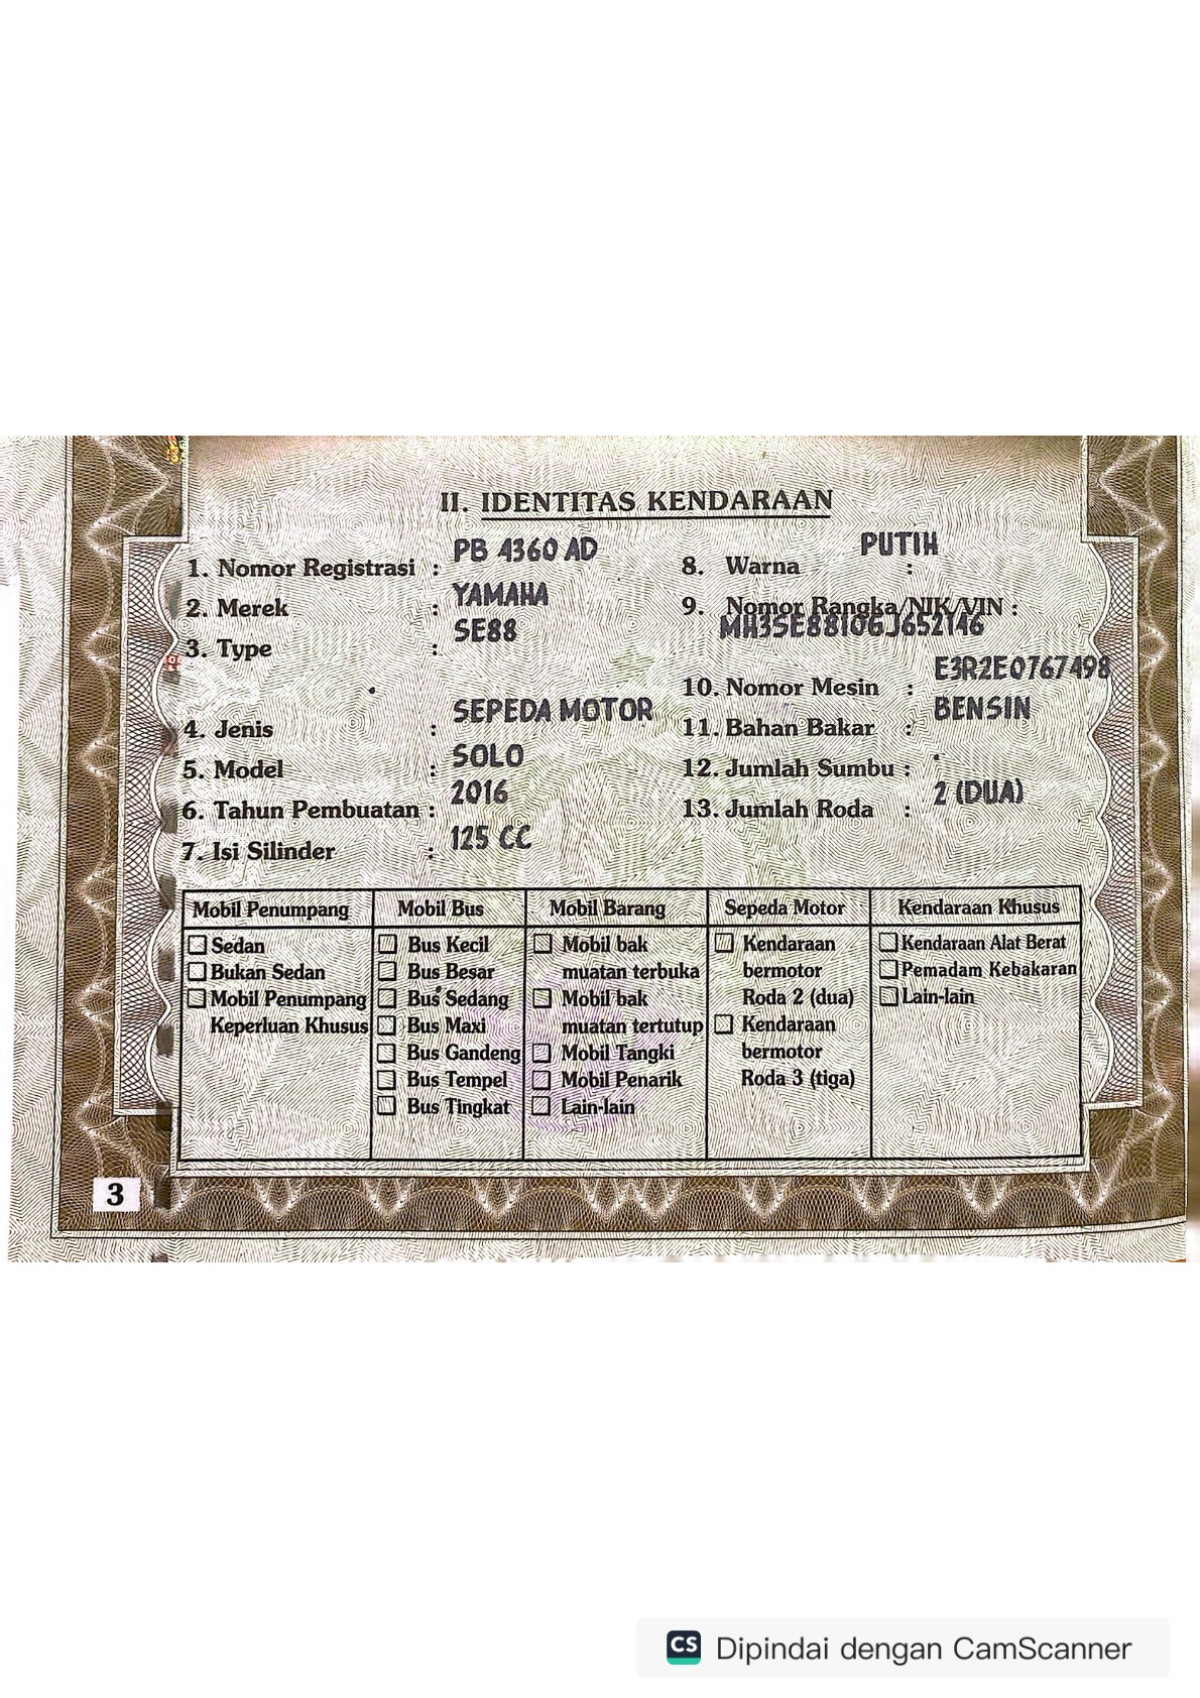 II. IDENTITAS KENDARAAN
1. Nomor Registrasi : PB 4360 AD
2. Merek : YAMAHA
3. Type : SE88
4. Jenis : SEPEDA MOTOR
5. Model : SOLO
6. Tahun Pembuatan : 2016
7. Isi Silinder : 125 CC
8. Warna : PUTIH
9. Nomor Rangka/NIK/VIN :
MH3SE8810GJ652146
10. Nomor Mesin : E3R2E0767498
11. Bahan Bakar : BENSIN
12. Jumlah Sumbu :
13. Jumlah Roda : 2 (DUA)
Mobil Penumpang
Sedan
Bukan Sedan
Mobil Penumpang
Keperluan Khusus
Mobil Bus
Bus Kecil
Bus Besar
Bus Sedang
Bus Maxi
Bus Gandeng
Bus Tempel
Bus Tingkat
Mobil Barang
Mobil bak
muatan terbuka
Mobil bak
muatan tertutup
Mobil Tangki
Mobil Penarik
Lain-lain
Sepeda Motor
Kendaraan
bermotor
Roda 2 (dua)
Kendaraan
bermotor
Roda 3 (tiga)
Kendaraan Khusus
Kendaraan Alat Berat
Pemadam Kebakaran
Lain-lain
3
CS Dipindai dengan CamScanner